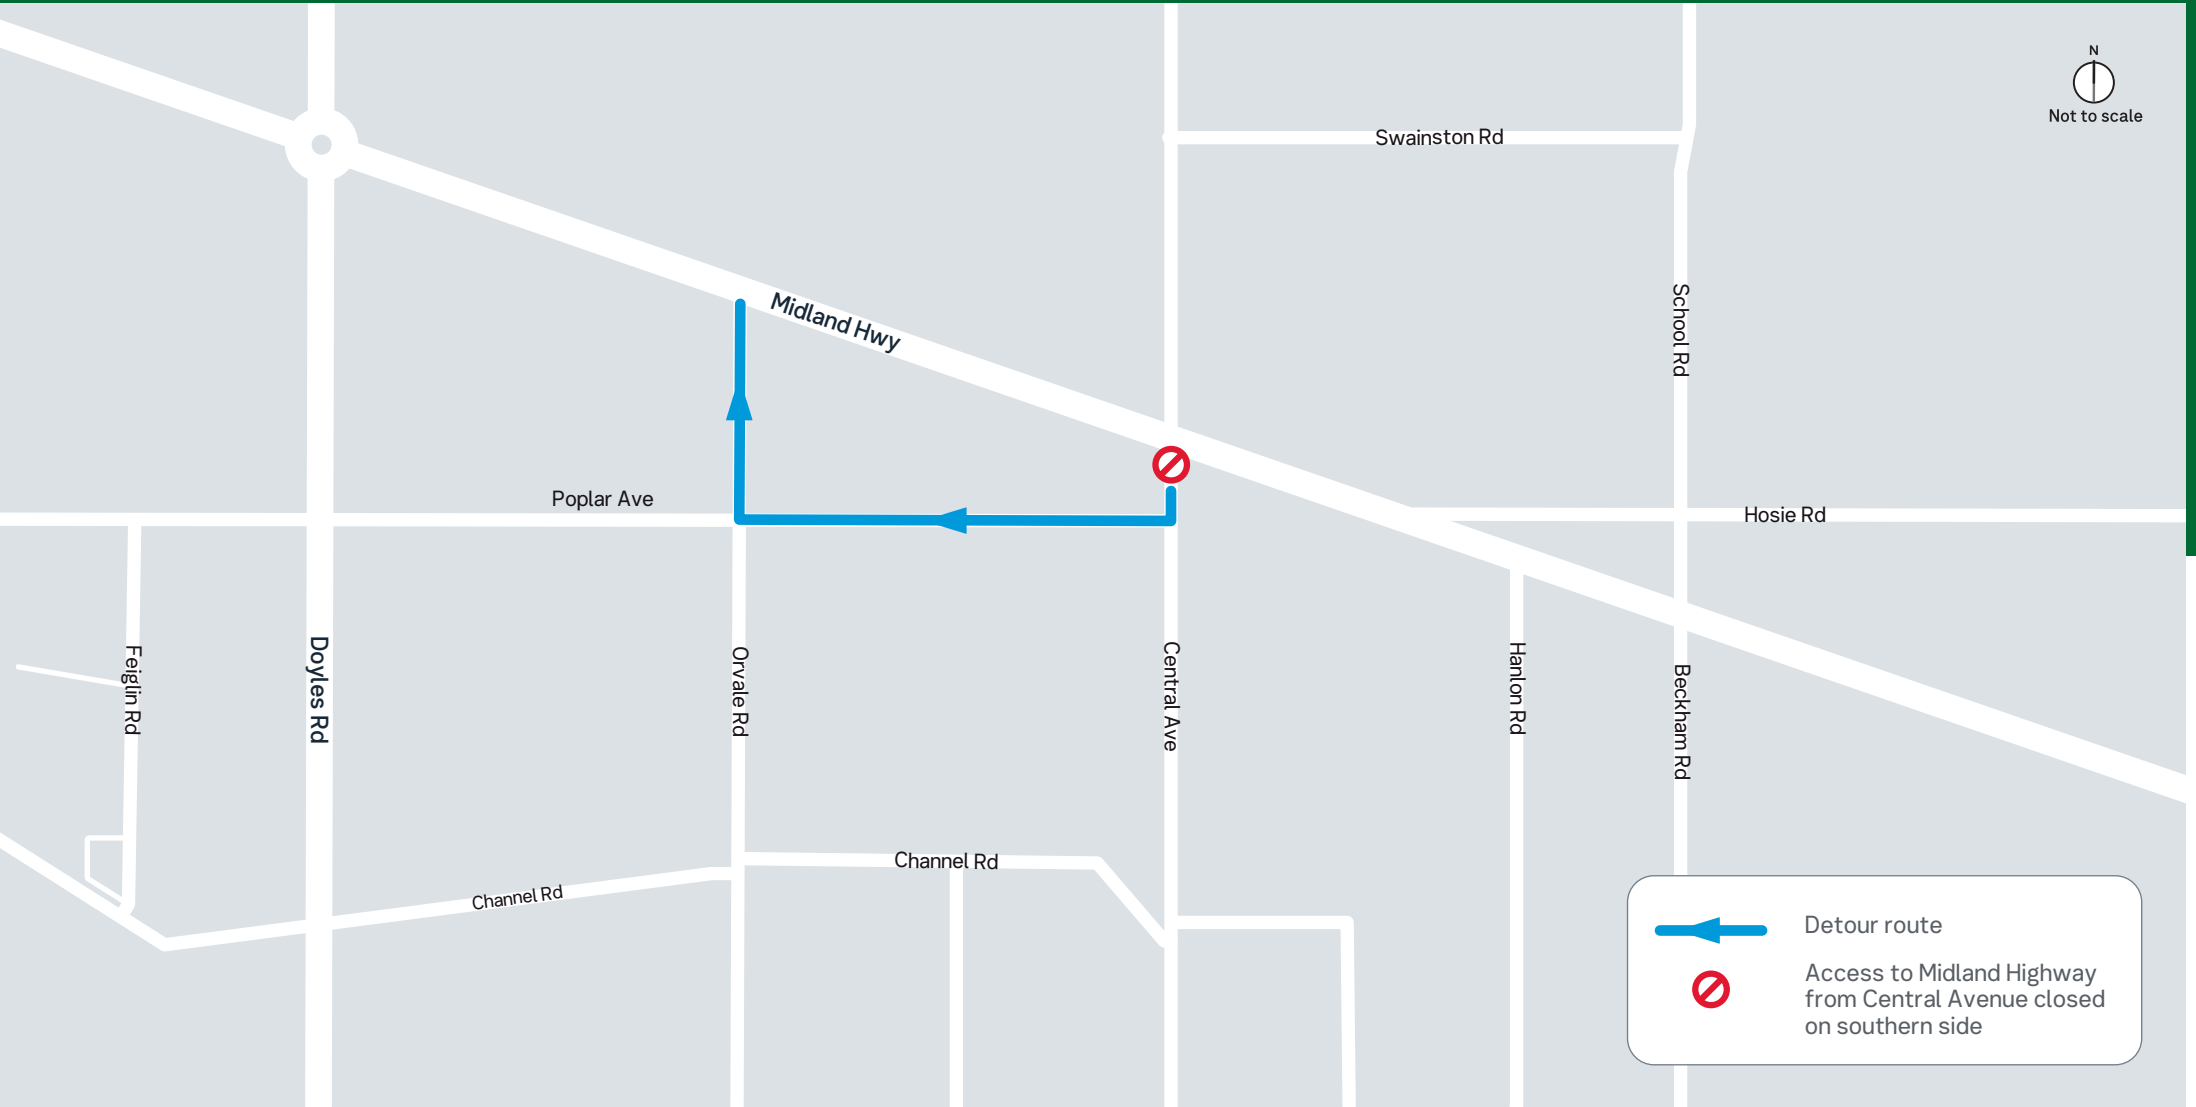 N
Not to scale
Swainston Rd
Midland Hwy
School Rd
Poplar Ave
Hosie Rd
Feiglin Rd
Doyles Rd
Orvale Rd
Central Ave
Hanlon Rd
Beckham Rd
Channel Rd
Channel Rd
Detour route
Access to Midland Highway
from Central Avenue closed
on southern side